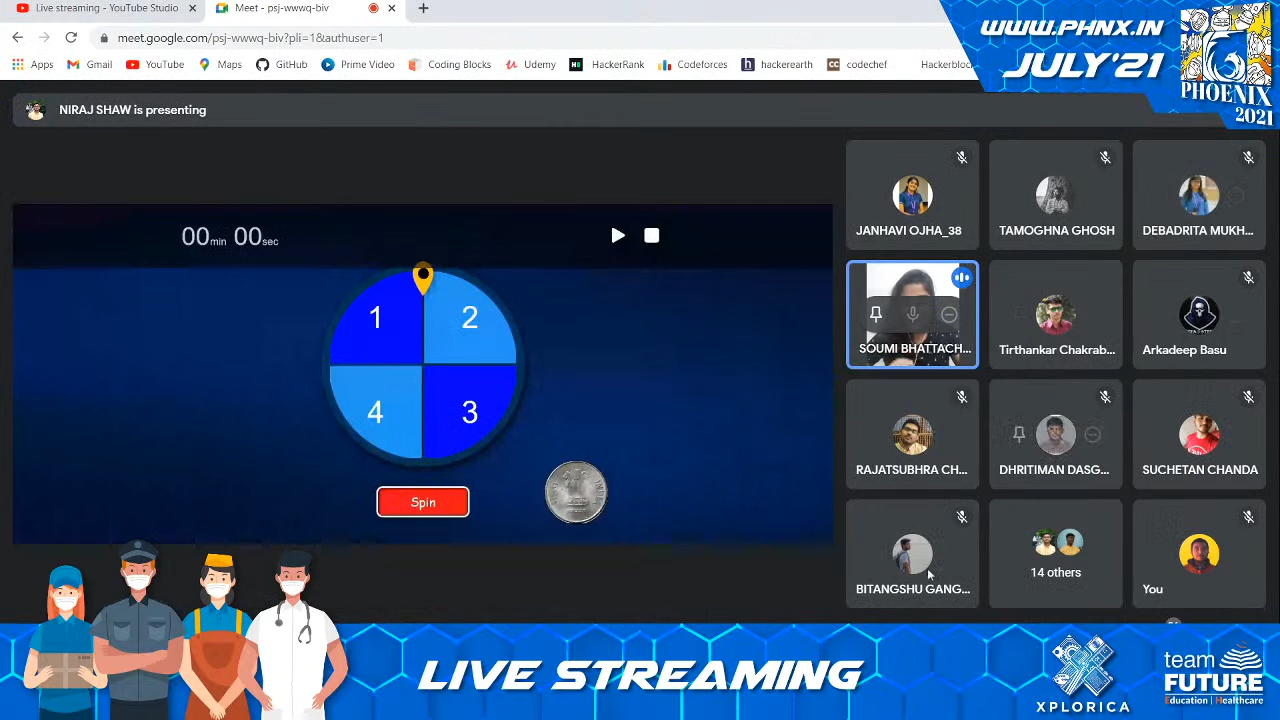 Live streaming - YouTube Studio
Meet - psj-wwwq-biv
meet.google.com/psj-wwwq-biv?pli=1&authuser=1
Apps
Gmail
YouTube
Maps
GitHub
Prime Video
Coding Blocks
Udemy
HackerRank
Codeforces
hackerearth
codechef
Hackerbloc
WWW.PHNX.IN
JULY'21
PHOENIX
2021
NIRAJ SHAW is presenting
00min 00sec
1
2
4
3
Spin
JANHAVI OJHA_38
TAMOGHNA GHOSH
DEBADRITA MUKH...
SOUMI BHATTACH...
Tirthankar Chakrab...
Arkadeep Basu
RAJATSUBHRA CH...
DHRITIMAN DASG...
SUCHETAN CHANDA
BITANGSHU GANG...
14 others
You
LIVE STREAMING
XPLORICA
team
FUTURE
Education | Healthcare